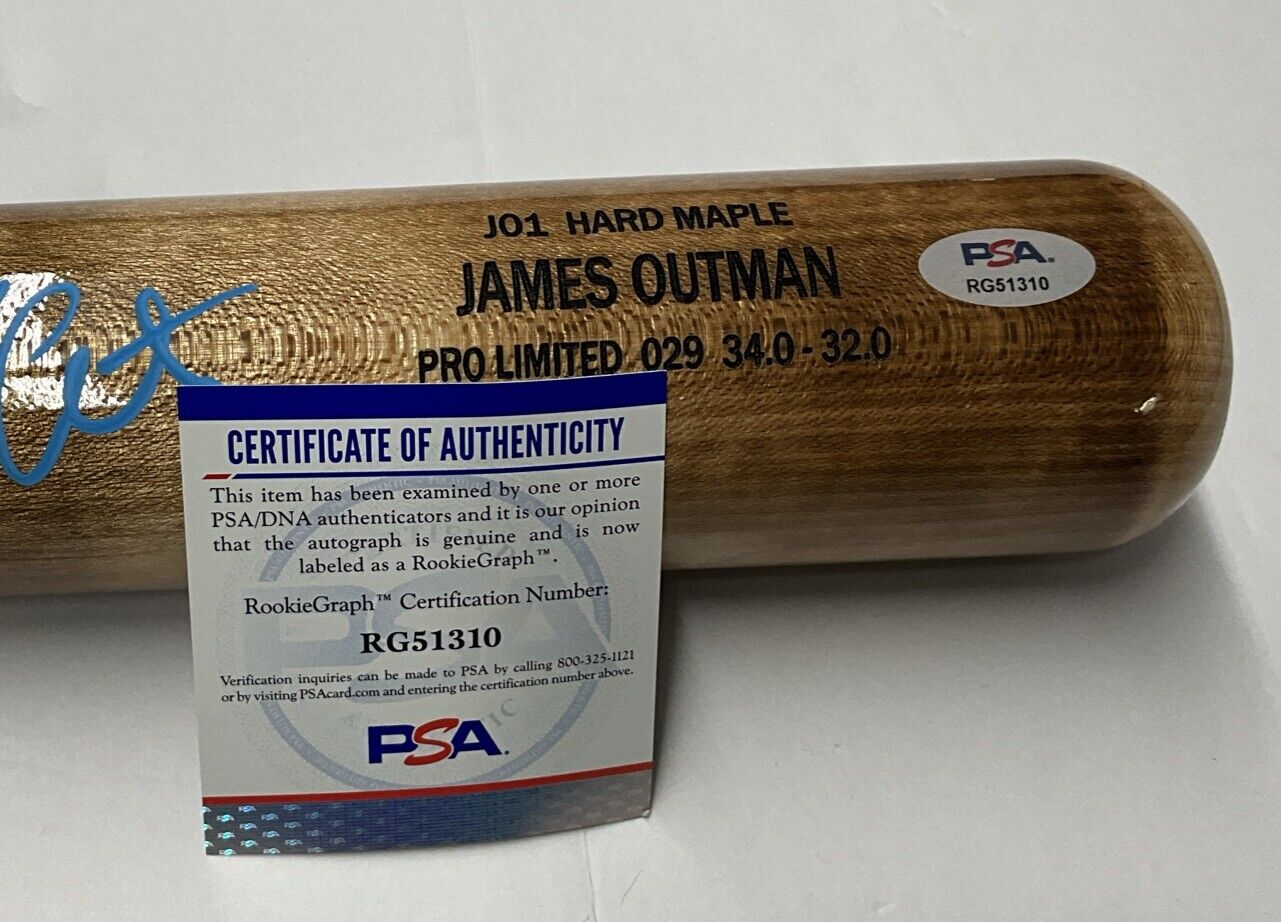 JO1 HARD MAPLE
JAMES OUTMAN
PRO LIMITED 029 34.0 - 32.0
PSA.
RG51310
CERTIFICATE OF AUTHENTICITY
This item has been examined by one or more
PSA/DNA authenticators and it is our opinion
that the autograph is genuine and is now
labeled as a RookieGraph™.
RookieGraph™ Certification Number:
RG51310
Verification inquiries can be made to PSA by calling 800-325-1121
or by visiting PSAcard.com and entering the certification number above.
PSA.